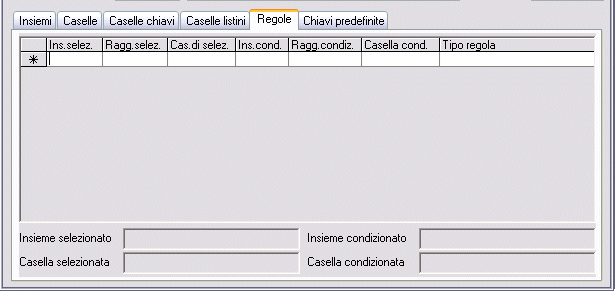 Insiemi Caselle Caselle chiavi Caselle listini Regole Chiavi predefinite
Ins.selez. Ragg.selez. Cas.di selez. Ins.cond. Ragg.condiz. Casella cond. Tipo regola
*
Insieme selezionato Insieme condizionato
Casella selezionata Casella condizionata